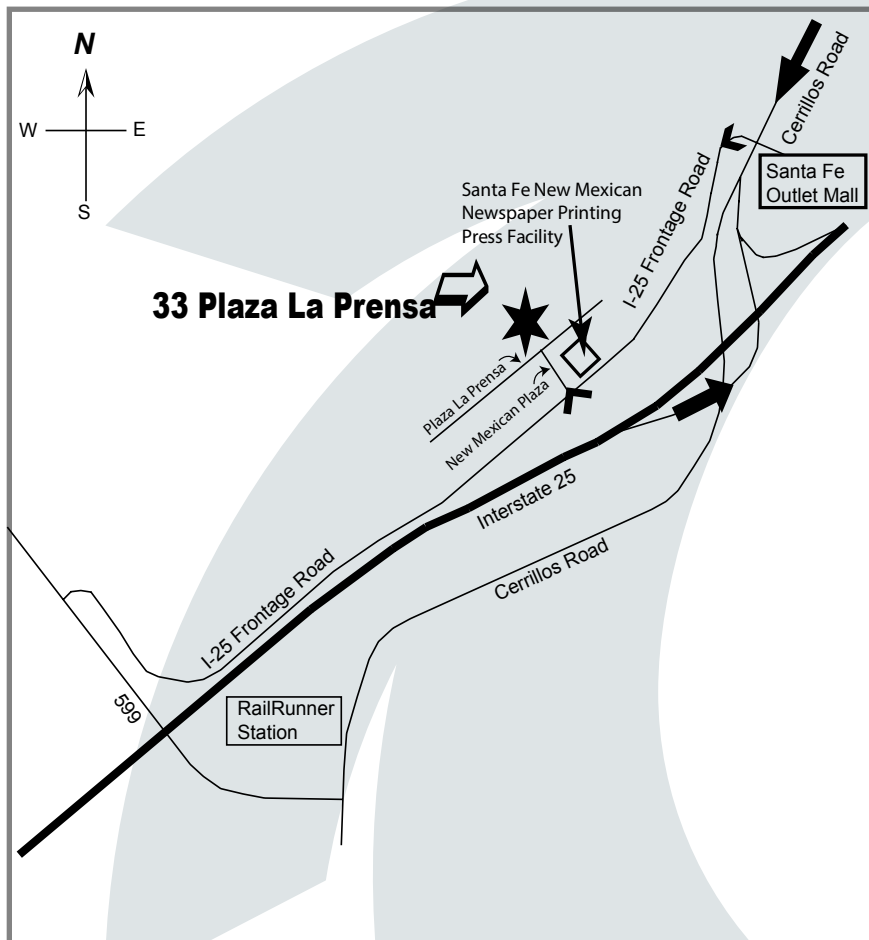 N
W
E
S
Cerrillos Road
Santa Fe
Outlet Mall
I-25 Frontage Road
Santa Fe New Mexican
Newspaper Printing
Press Facility
33 Plaza La Prensa
Plaza La Prensa
New Mexican Plaza
Interstate 25
Cerrillos Road
I-25 Frontage Road
599
RailRunner
Station